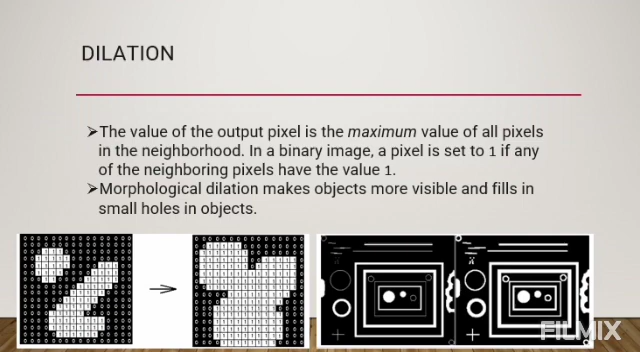 DILATION
➢The value of the output pixel is the maximum value of all pixels
in the neighborhood. In a binary image, a pixel is set to 1 if any
of the neighboring pixels have the value 1.
➢Morphological dilation makes objects more visible and fills in
small holes in objects.
FILMIX